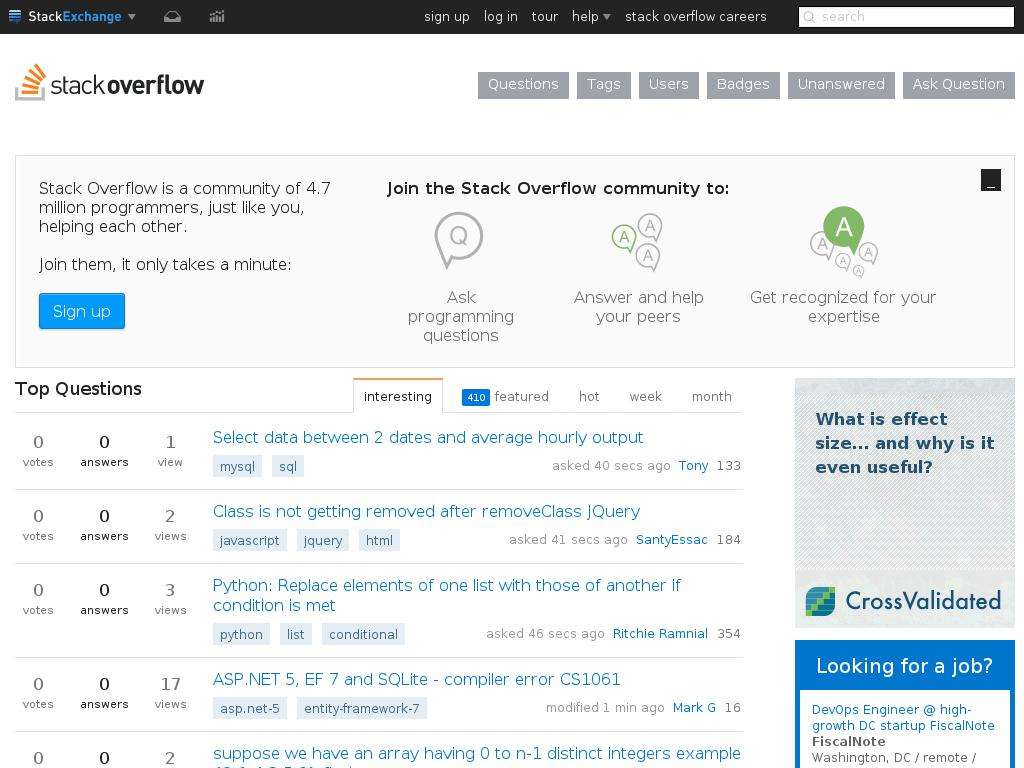 StackExchange
sign up log in tour help stack overflow careers search
stackoverflow
Questions Tags Users Badges Unanswered Ask Question
Stack Overflow is a community of 4.7
million programmers, just like you,
helping each other.
Join them, it only takes a minute:
Sign up
Join the Stack Overflow community to:
_
Q
A
A
A
A
A
A
A
A
Ask
programming
questions
Answer and help
your peers
Get recognized for your
expertise
Top Questions
interesting 410 featured hot week month
0 0 1
votes answers view
Select data between 2 dates and average hourly output
mysql sql asked 40 secs ago Tony 133
0 0 2
votes answers views
Class is not getting removed after removeClass JQuery
javascript jquery html asked 41 secs ago SantyEssac 184
0 0 3
votes answers views
Python: Replace elements of one list with those of another if
condition is met
python list conditional asked 46 secs ago Ritchie Ramnial 354
0 0 17
votes answers views
ASP.NET 5, EF 7 and SQLite - compiler error CS1061
asp.net-5 entity-framework-7 modified 1 min ago Mark G 16
0 0 2
suppose we have an array having 0 to n-1 distinct integers example
What is effect
size... and why is it
even useful?
CrossValidated
Looking for a job?
DevOps Engineer @ high-
growth DC startup FiscalNote
FiscalNote
Washington, DC / remote /